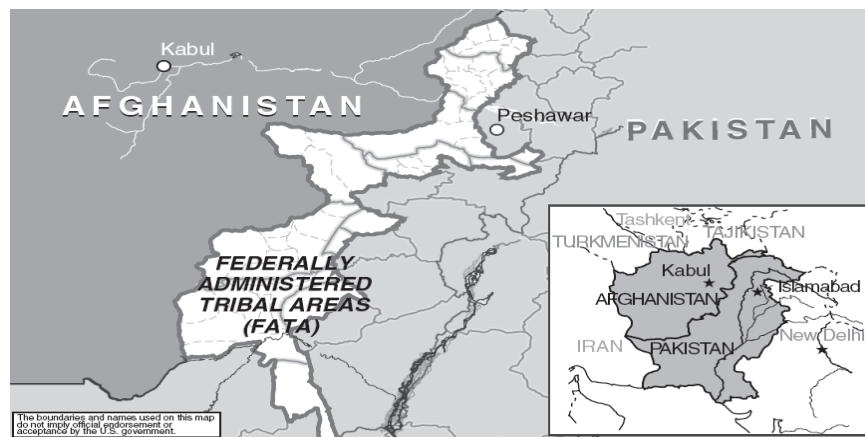 Kabul
AFGHANISTAN
Peshawar
PAKISTAN
FEDERALLY
ADMINISTERED
TRIBAL AREAS
(FATA)
Tashkent
TURKMENISTAN
TAJIKISTAN
Kabul
Islamabad
AFGHANISTAN
New Delhi
IRAN
PAKISTAN
The boundaries and names used on this map
do not imply official endorsement or
acceptance by the U.S. government.